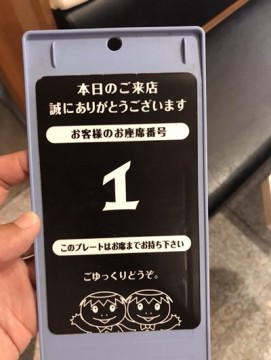 本日のご来店
誠にありがとうございます
お客様のお座席番号
1
このプレートはお席までお持ち下さい
ごゆっくりどうぞ。